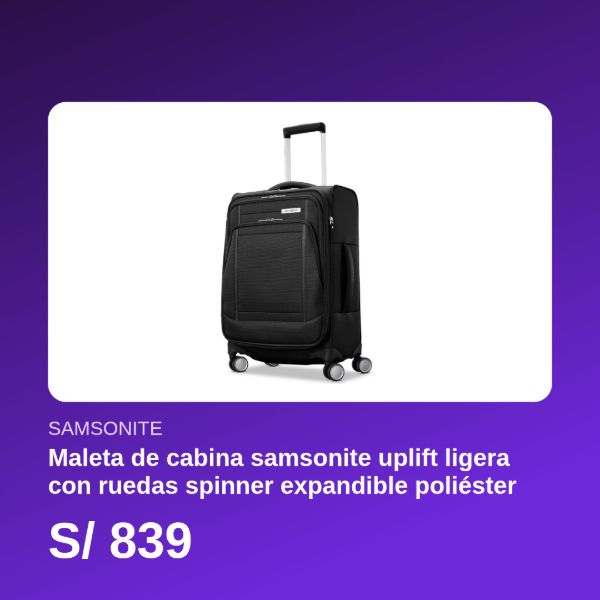 SAMSONITE
Maleta de cabina samsonite uplift ligera
con ruedas spinner expandible poliéster
S/ 839